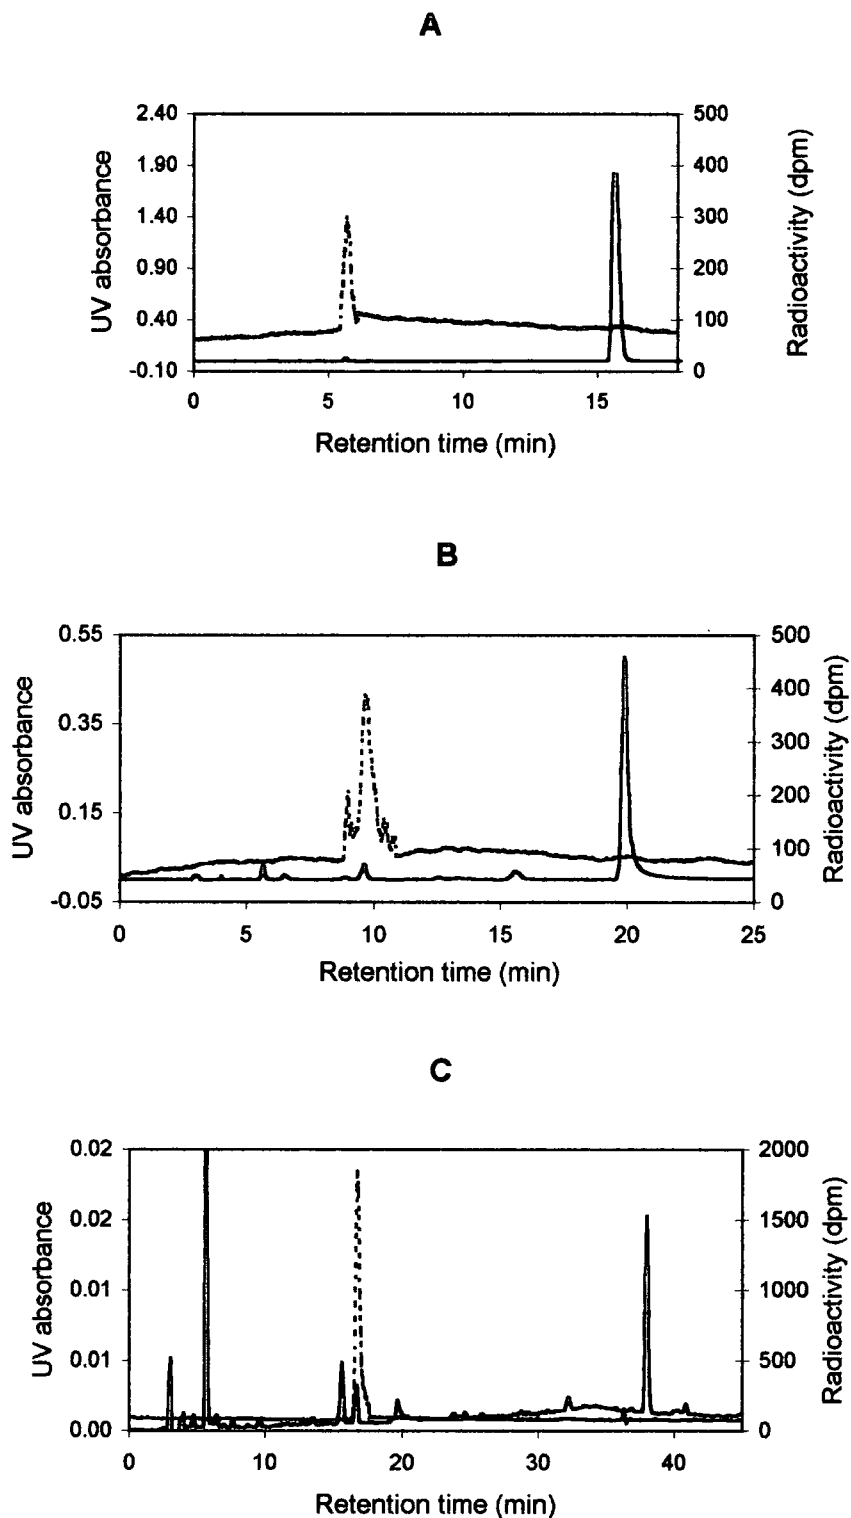 A
2.40
1.90
1.40
0.90
0.40
-0.10
UV absorbance
500
400
300
200
100
0
Radioactivity (dpm)
0 5 10 15
Retention time (min)
B
0.55
0.35
0.15
-0.05
UV absorbance
500
400
300
200
100
0
Radioactivity (dpm)
0 5 10 15 20 25
Retention time (min)
C
0.02
0.02
0.01
0.01
0.00
UV absorbance
2000
1500
1000
500
0
Radioactivity (dpm)
0 10 20 30 40
Retention time (min)